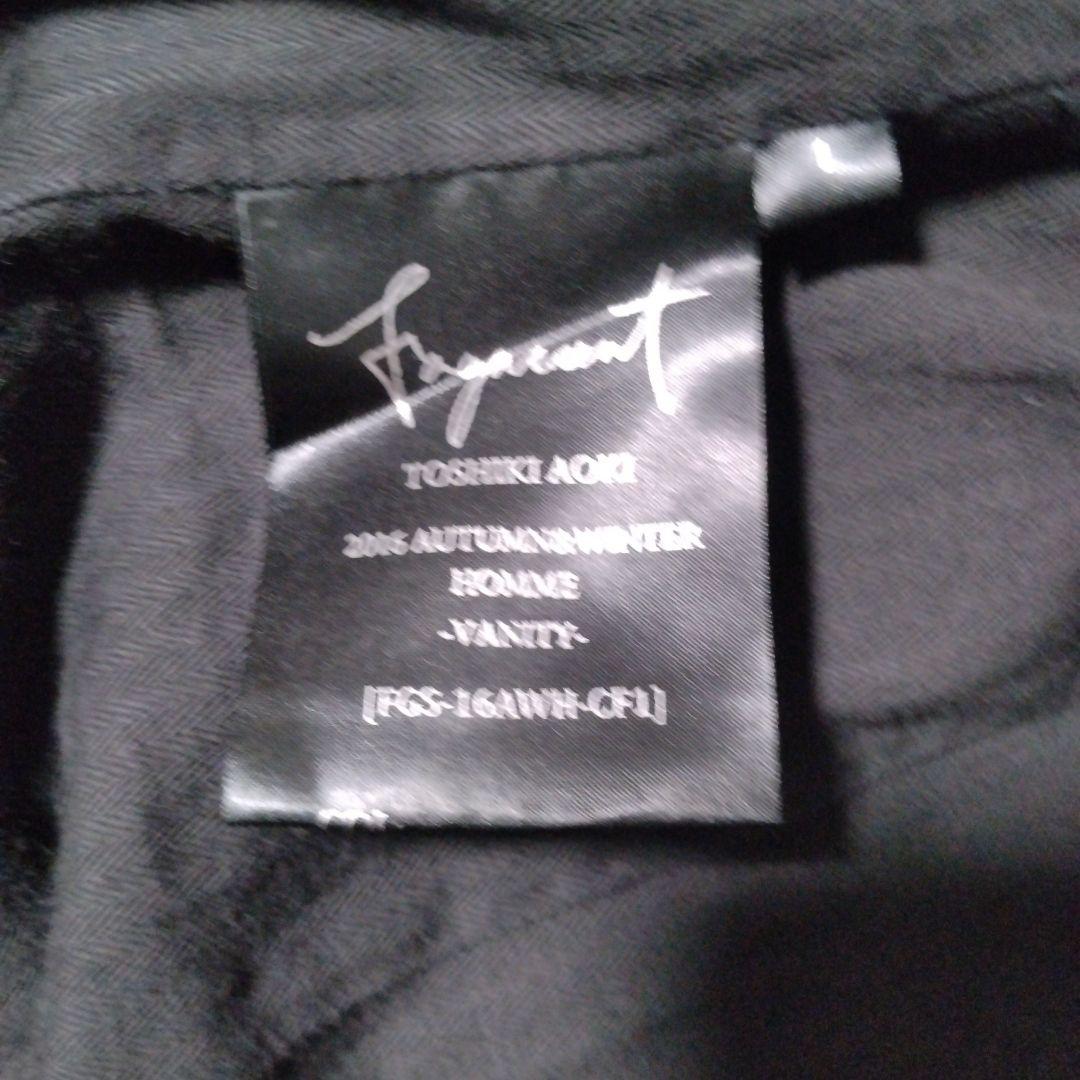 L
Fragment
TOSHIKI AOKI
2016 AUTUMN&WINTER
HOMME
-VANITY-
[FGS-16AWH-CF1]